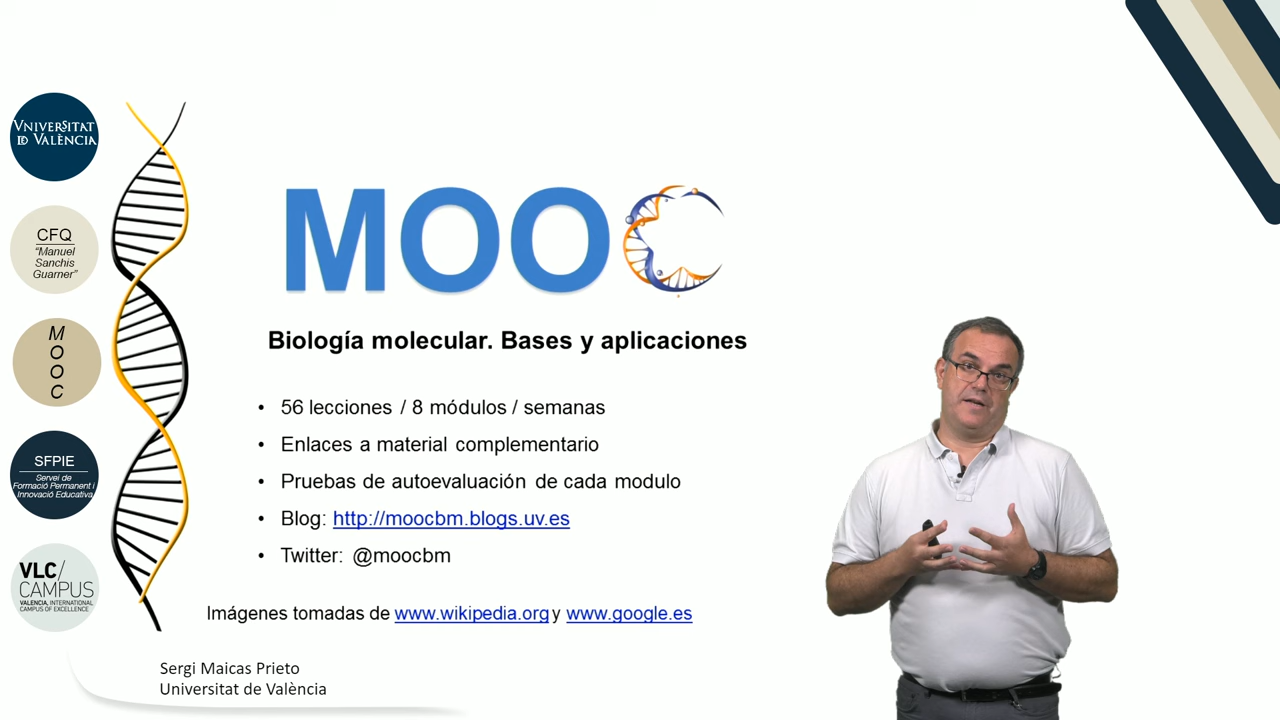 VNIVERSITAT
ID VALÈNCIA
CFQ
"Manuel
Sanchis
Guarner"
M
O
O
C
SFPIE
Servei de
Formació Permanent i
Innovació Educativa
VLC/
CAMPUS
VALENCIA, INTERNATIONAL
CAMPUS OF EXCELLENCE
MOOC
Biología molecular. Bases y aplicaciones
• 56 lecciones / 8 módulos / semanas
• Enlaces a material complementario
• Pruebas de autoevaluación de cada modulo
• Blog: http://moocbm.blogs.uv.es
• Twitter: @moocbm
Imágenes tomadas de www.wikipedia.org y www.google.es
Sergi Maicas Prieto
Universitat de València